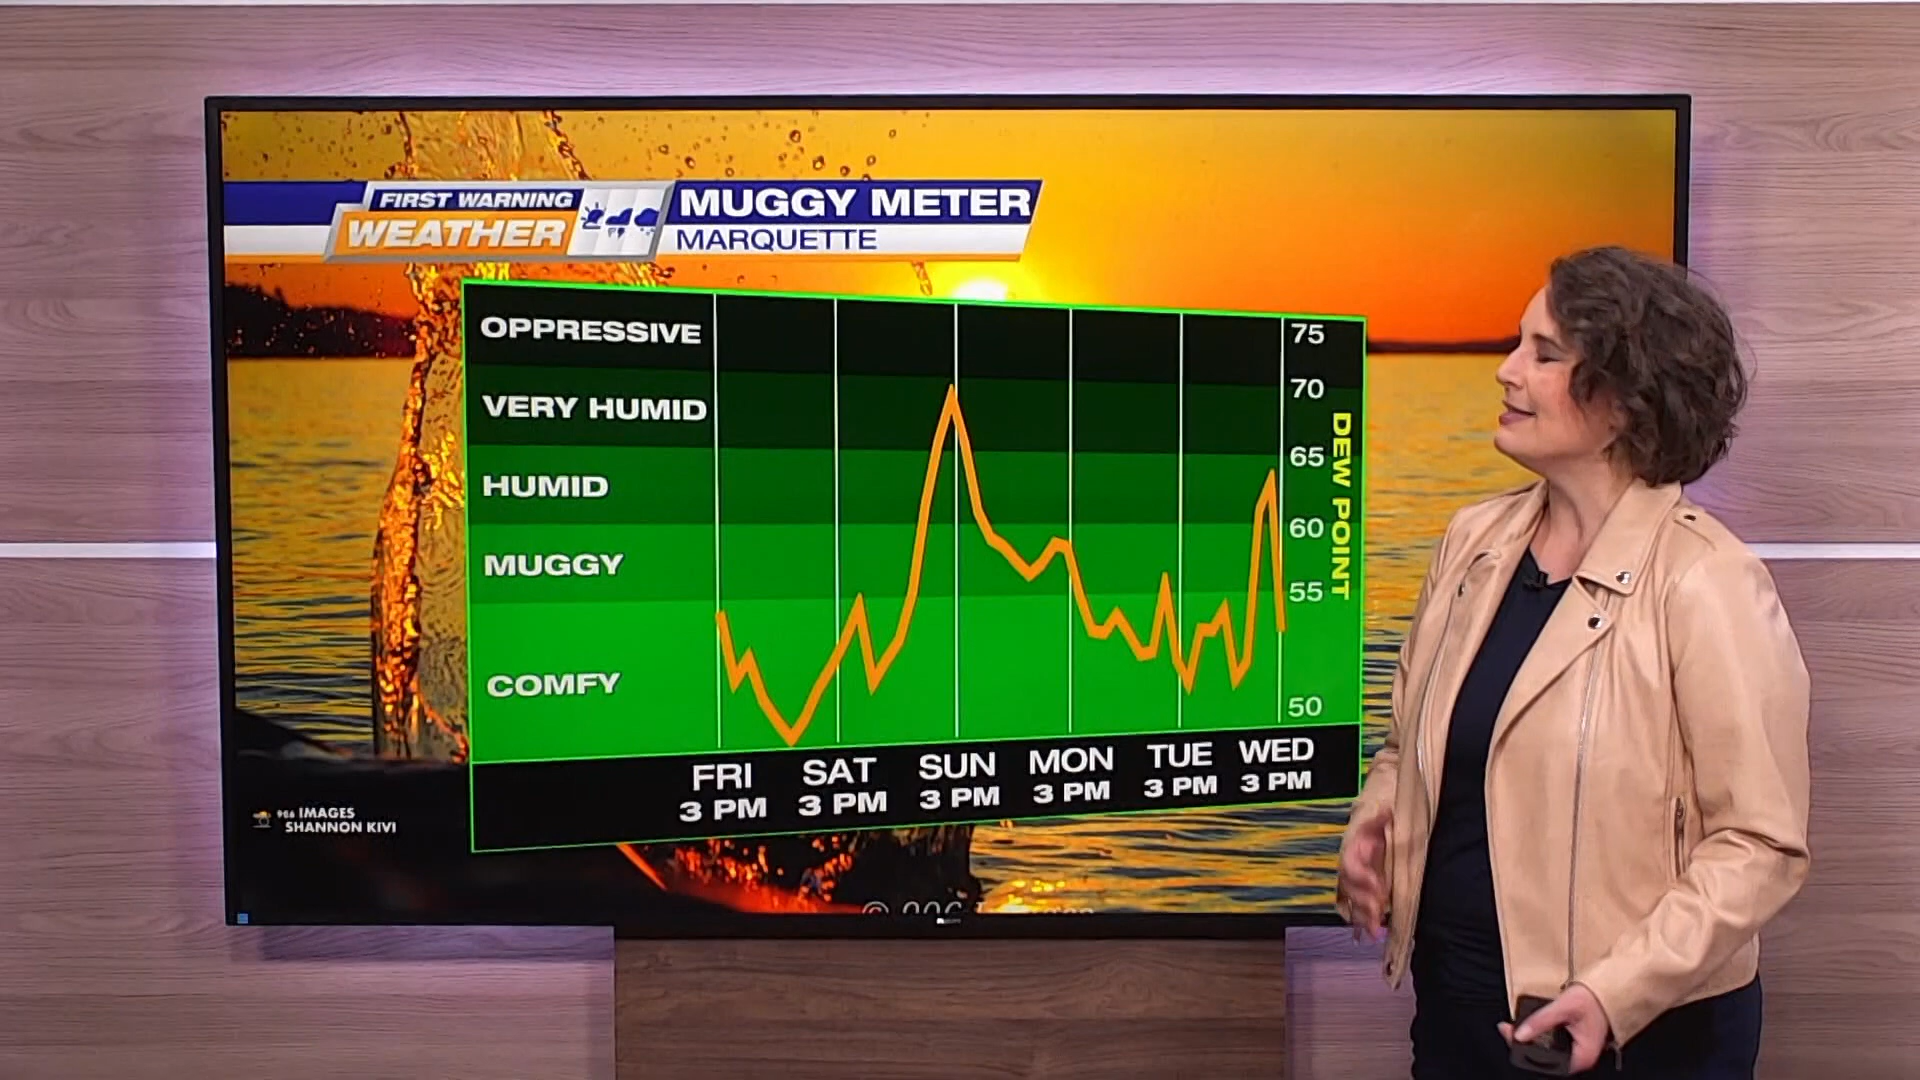 FIRST WARNING
WEATHER
MUGGY METER
MARQUETTE
OPPRESSIVE
VERY HUMID
HUMID
MUGGY
COMFY
75
70
65
60
55
50
DEW POINT
FRI
3 PM
SAT
3 PM
SUN
3 PM
MON
3 PM
TUE
3 PM
WED
3 PM
906 IMAGES
SHANNON KIVI